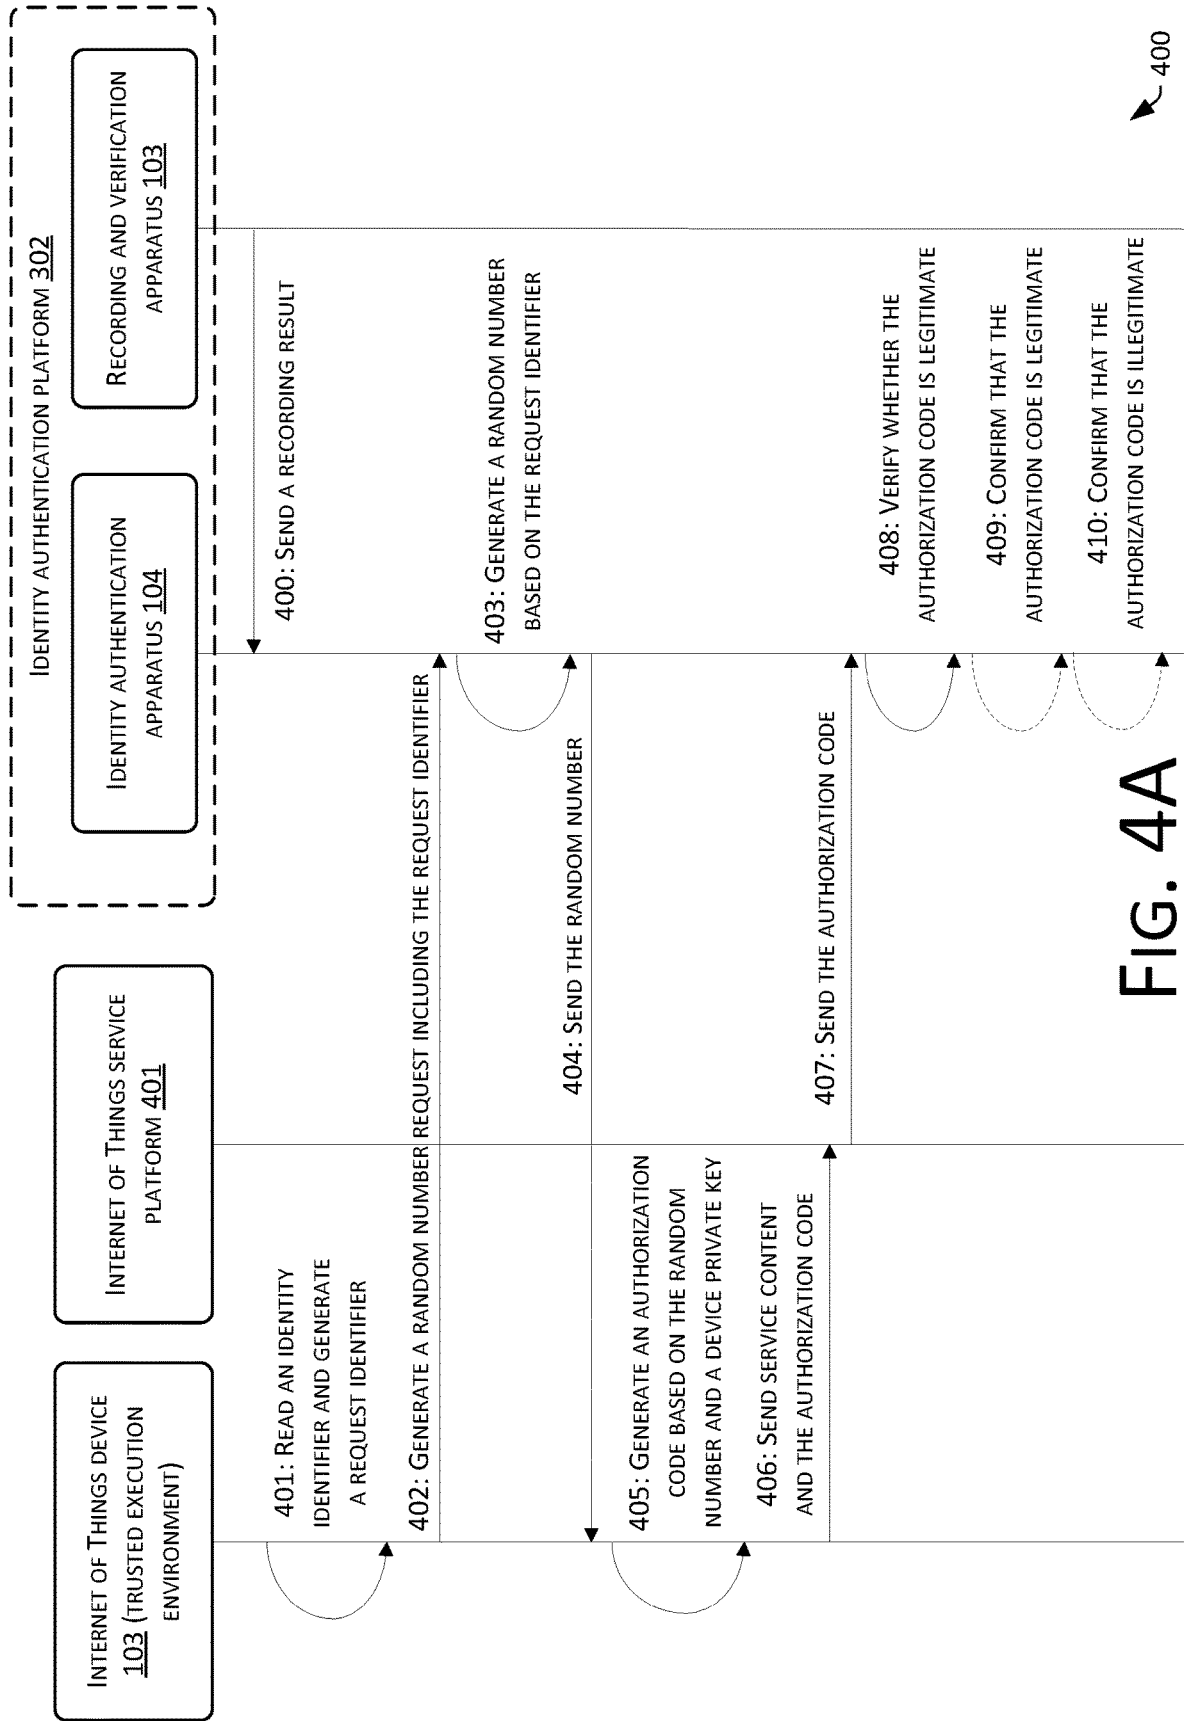 IDENTITY AUTHENTICATION PLATFORM 302
INTERNET OF THINGS DEVICE
103 (TRUSTED EXECUTION
ENVIRONMENT)
INTERNET OF THINGS SERVICE
PLATFORM 401
IDENTITY AUTHENTICATION
APPARATUS 104
RECORDING AND VERIFICATION
APPARATUS 103
400: SEND A RECORDING RESULT
401: READ AN IDENTITY
IDENTIFIER AND GENERATE
A REQUEST IDENTIFIER
402: GENERATE A RANDOM NUMBER REQUEST INCLUDING THE REQUEST IDENTIFIER
403: GENERATE A RANDOM NUMBER
BASED ON THE REQUEST IDENTIFIER
404: SEND THE RANDOM NUMBER
405: GENERATE AN AUTHORIZATION
CODE BASED ON THE RANDOM
NUMBER AND A DEVICE PRIVATE KEY
406: SEND SERVICE CONTENT
AND THE AUTHORIZATION CODE
407: SEND THE AUTHORIZATION CODE
408: VERIFY WHETHER THE
AUTHORIZATION CODE IS LEGITIMATE
409: CONFIRM THAT THE
AUTHORIZATION CODE IS LEGITIMATE
410: CONFIRM THAT THE
AUTHORIZATION CODE IS ILLEGITIMATE
400
FIG. 4A